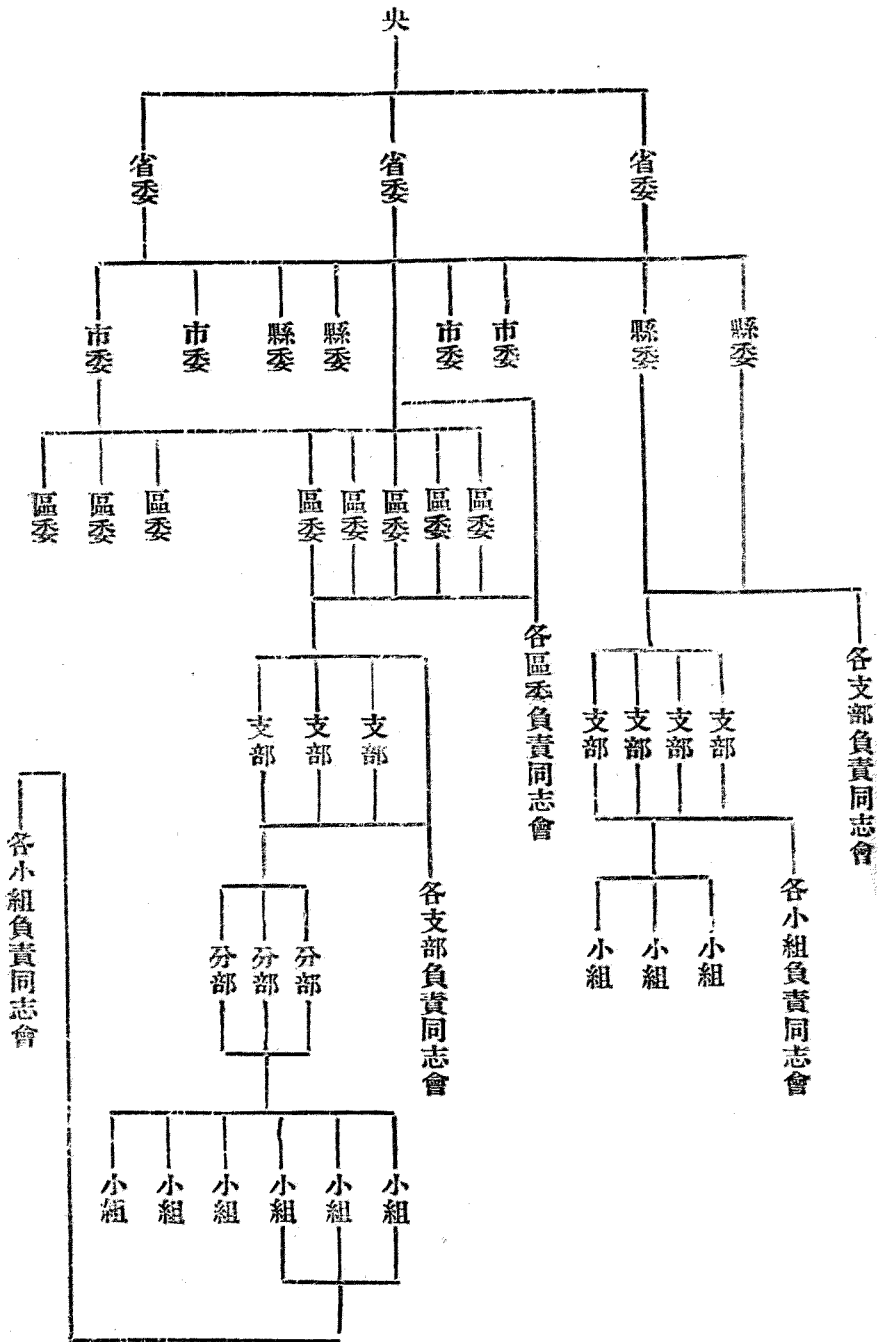 央
省委
省委
省委
市委
市委
縣委
縣委
市委
市委
縣委
縣委
區委
區委
區委
區委
區委
區委
區委
區委
各區委負責同志會
各支部負責同志會
支部
支部
支部
支部
支部
支部
支部
各小組負責同志會
各支部負責同志會
各小組負責同志會
分部
分部
分部
小組
小組
小組
小組
小組
小組
小組
小組
小組